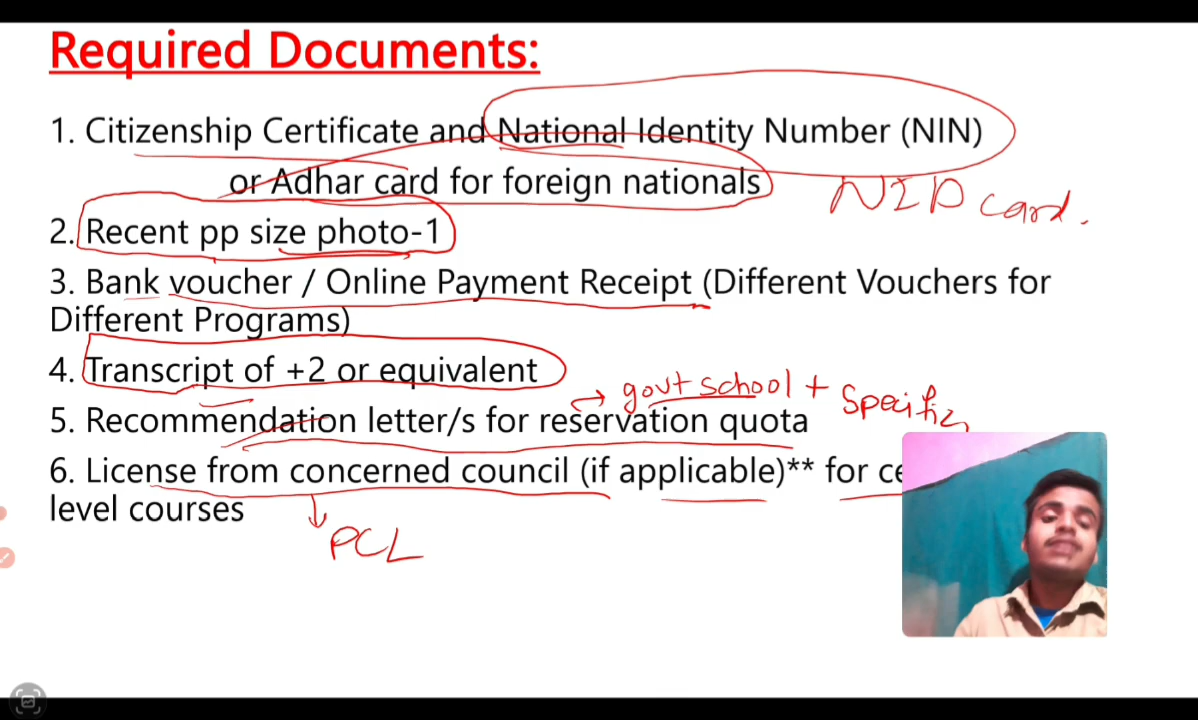 Required Documents:
1. Citizenship Certificate and National Identity Number (NIN)
or Adhar card for foreign nationals
NID card.
2. Recent pp size photo-1
3. Bank voucher / Online Payment Receipt (Different Vouchers for
Different Programs)
4. Transcript of +2 or equivalent
→ govt school + Specific
5. Recommendation letter/s for reservation quota
6. License from concerned council (if applicable)** for
level courses
PCL